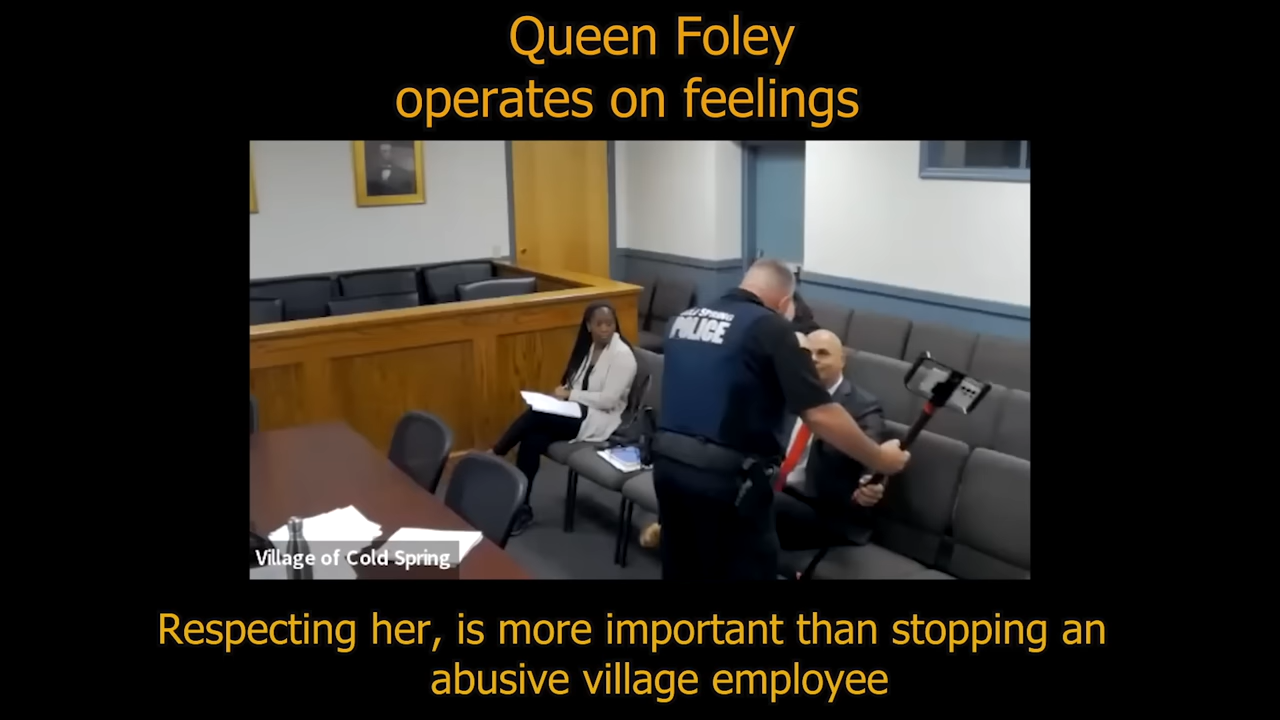 Queen Foley
operates on feelings
POLICE
Village of Cold Spring
Respecting her, is more important than stopping an
abusive village employee